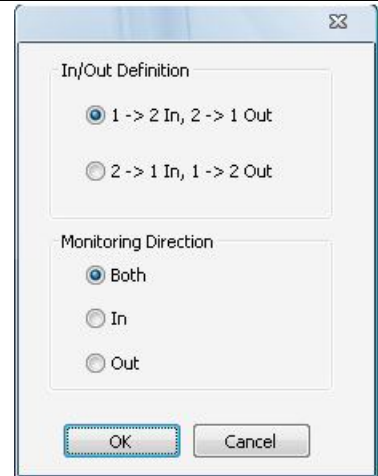 In/Out Definition
1 -> 2 In, 2 -> 1 Out
2 -> 1 In, 1 -> 2 Out
Monitoring Direction
Both
In
Out
OK Cancel